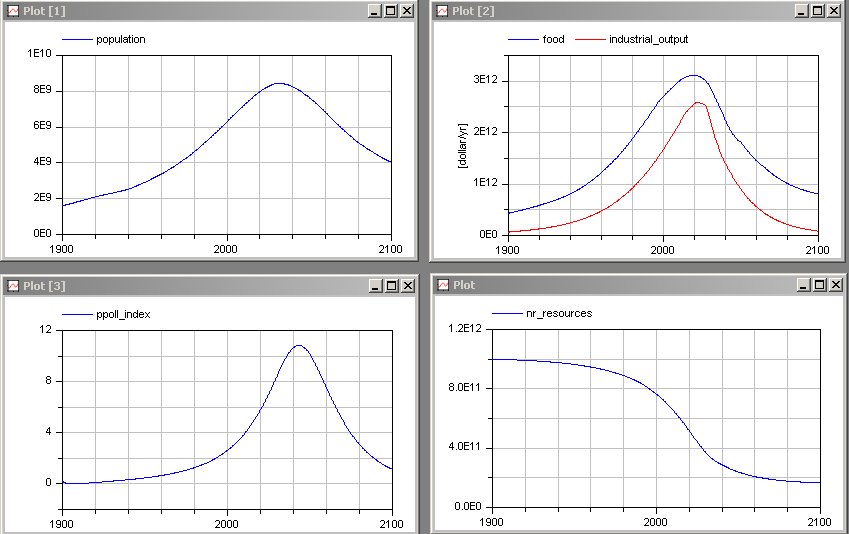 Plot [1]
population
1E10
8E9
6E9
4E9
2E9
0E0
1900 2000 2100
Plot [2]
food industrial_output
[dollar/yr]
3E12
2E12
1E12
0E0
1900 2000 2100
Plot [3]
ppoll_index
12
8
4
0
1900 2000 2100
Plot
nr_resources
1.2E12
8.0E11
4.0E11
0.0E0
1900 2000 2100